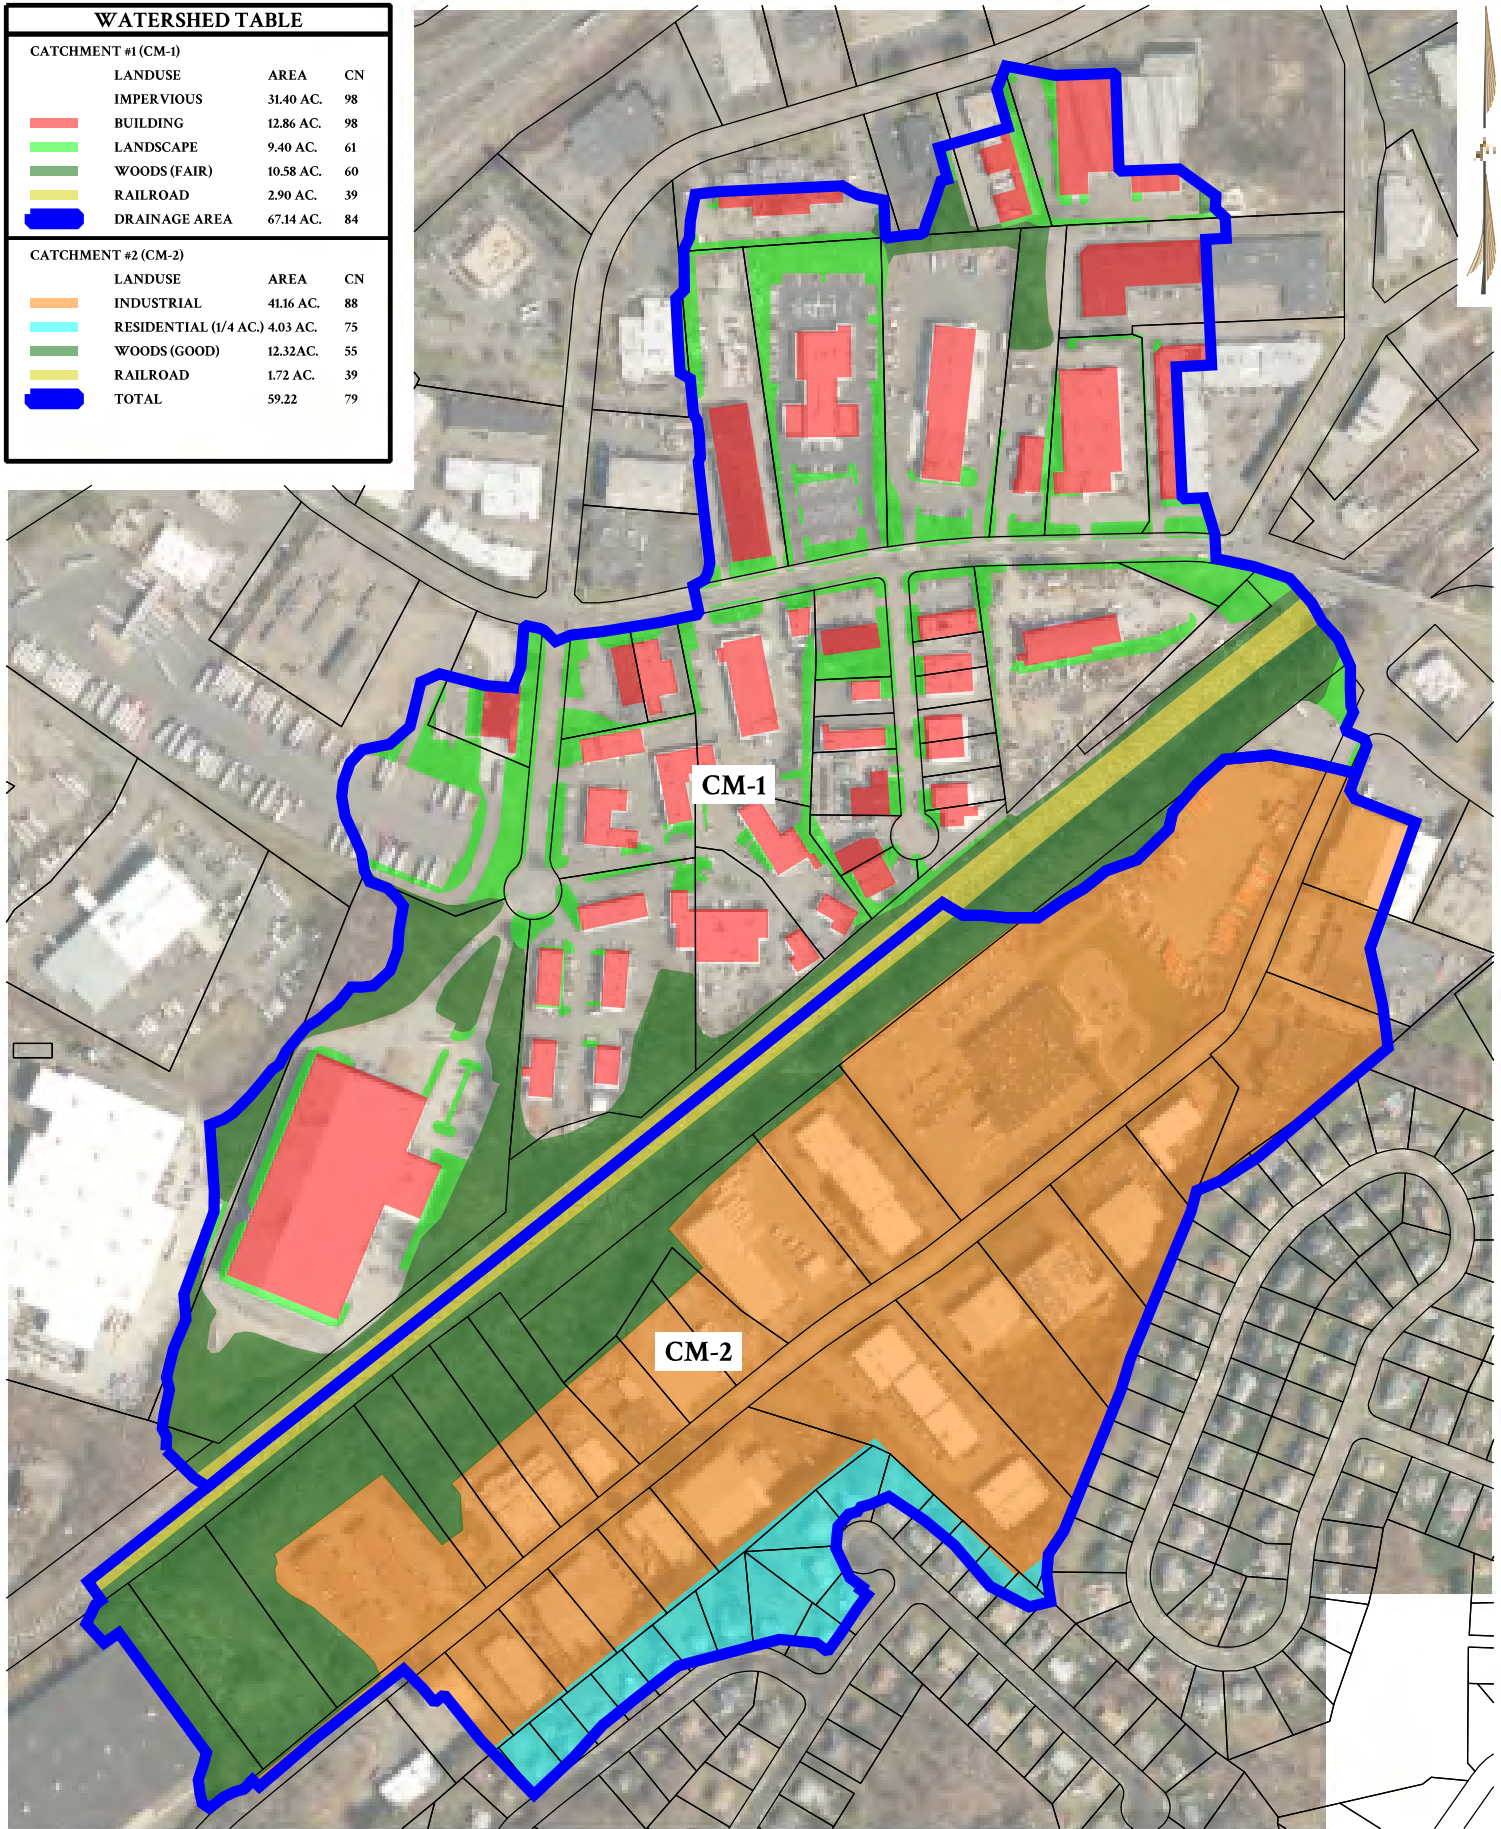 WATERSHED TABLE
CATCHMENT #1 (CM-1)
LANDUSE AREA CN
IMPERVIOUS 31.40 AC. 98
BUILDING 12.86 AC. 98
LANDSCAPE 9.40 AC. 61
WOODS (FAIR) 10.58 AC. 60
RAILROAD 2.90 AC. 39
DRAINAGE AREA 67.14 AC. 84
CATCHMENT #2 (CM-2)
LANDUSE AREA CN
INDUSTRIAL 41.16 AC. 88
RESIDENTIAL (1/4 AC.) 4.03 AC. 75
WOODS (GOOD) 12.32AC. 55
RAILROAD 1.72 AC. 39
TOTAL 59.22 79
CM-1
CM-2